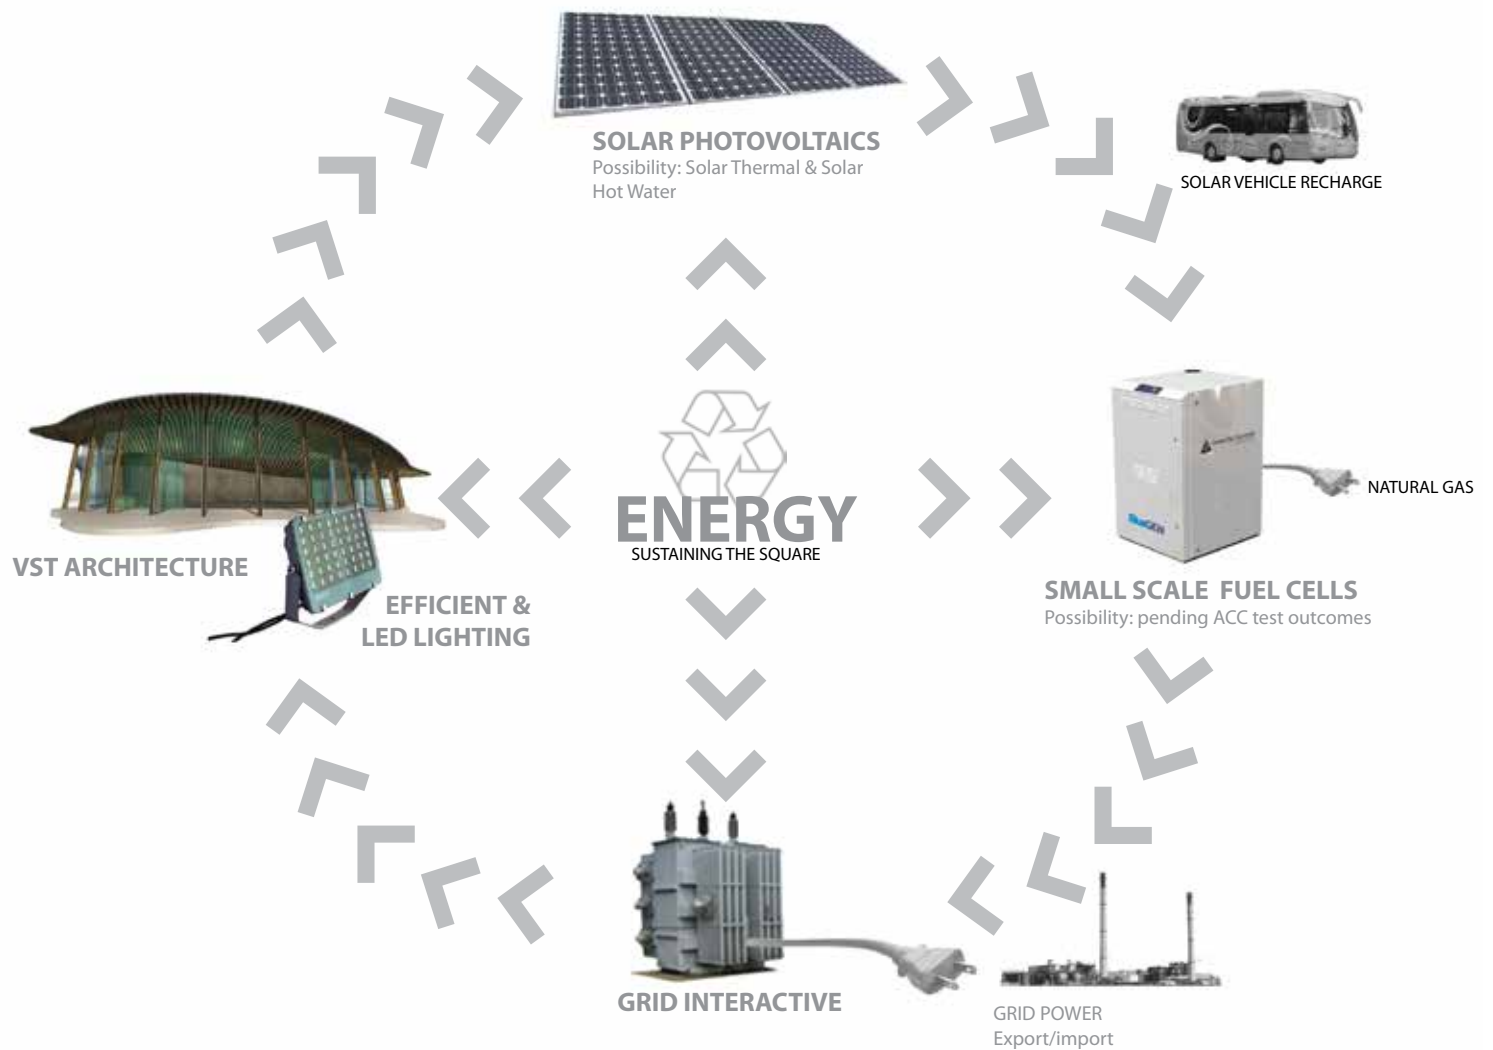 SOLAR PHOTOVOLTAICS
Possibility: Solar Thermal & Solar
Hot Water
SOLAR VEHICLE RECHARGE
ENERGY
SUSTAINING THE SQUARE
NATURAL GAS
BlueGEN
VST ARCHITECTURE
EFFICIENT &
LED LIGHTING
SMALL SCALE FUEL CELLS
Possibility: pending ACC test outcomes
GRID INTERACTIVE
GRID POWER
Export/import